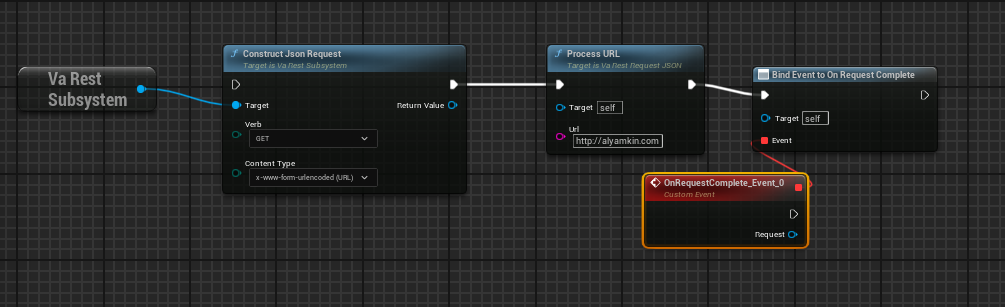 Va Rest
Subsystem
f Construct Json Request
Target is Va Rest Subsystem
Target
Return Value
Verb
GET
Content Type
x-www-form-urlencoded (URL)
f Process URL
Target is Va Rest Request JSON
Target self
Url
http://alyamkin.com
Bind Event to On Request Complete
Target self
Event
OnRequestComplete_Event_0
Custom Event
Request